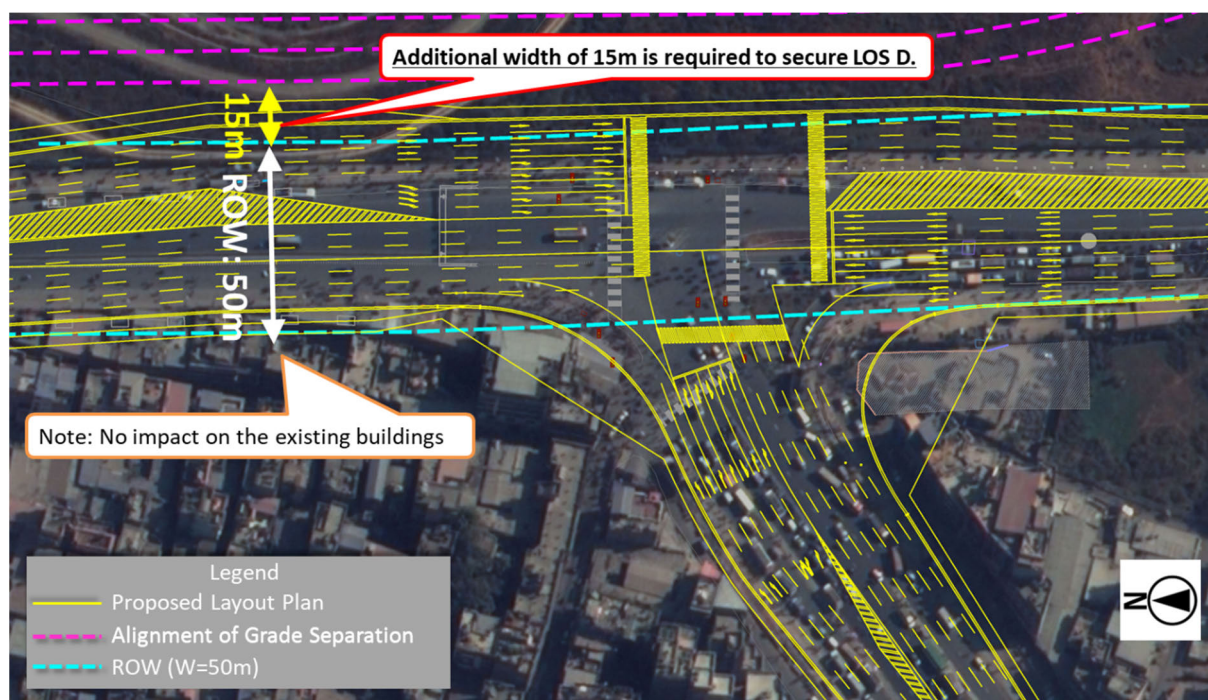 Additional width of 15m is required to secure LOS D.
15m
ROW: 50m
Note: No impact on the existing buildings
Legend
Proposed Layout Plan
Alignment of Grade Separation
ROW (W=50m)
N